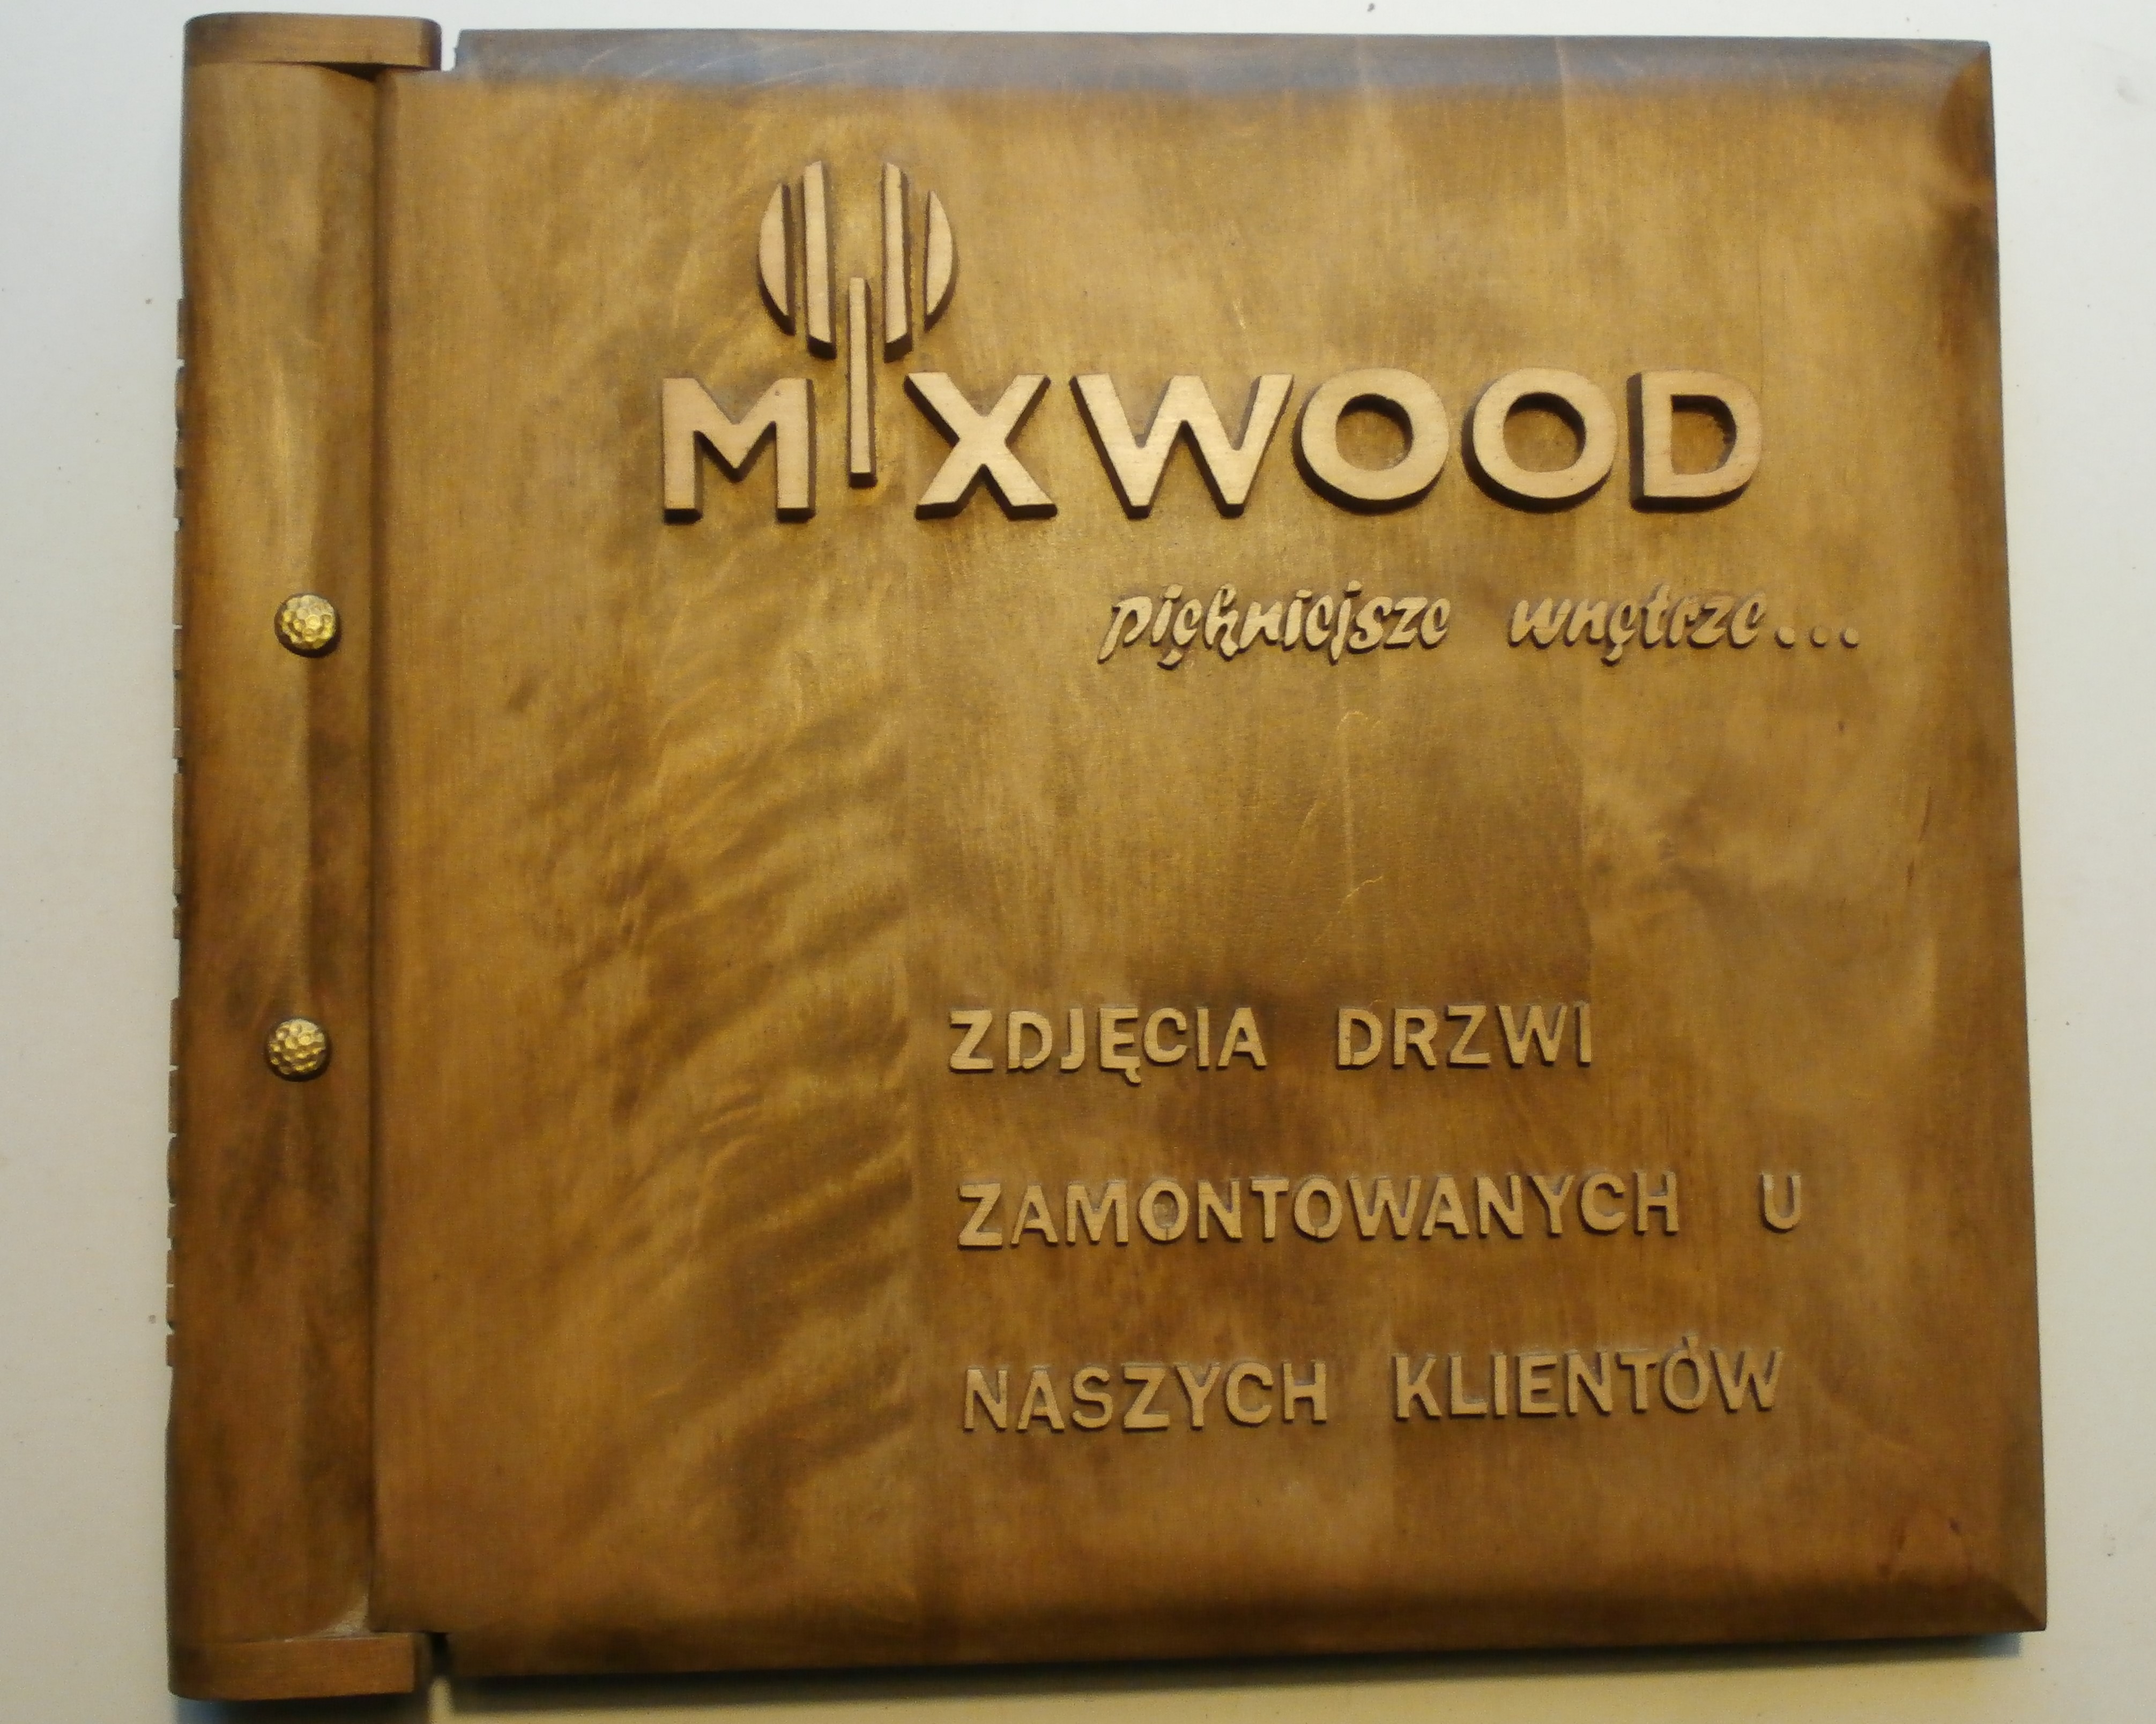 MIXWOOD
piękniejsze wnętrze...
ZDJĘCIA DRZWI
ZAMONTOWANYCH U
NASZYCH KLIENTÓW